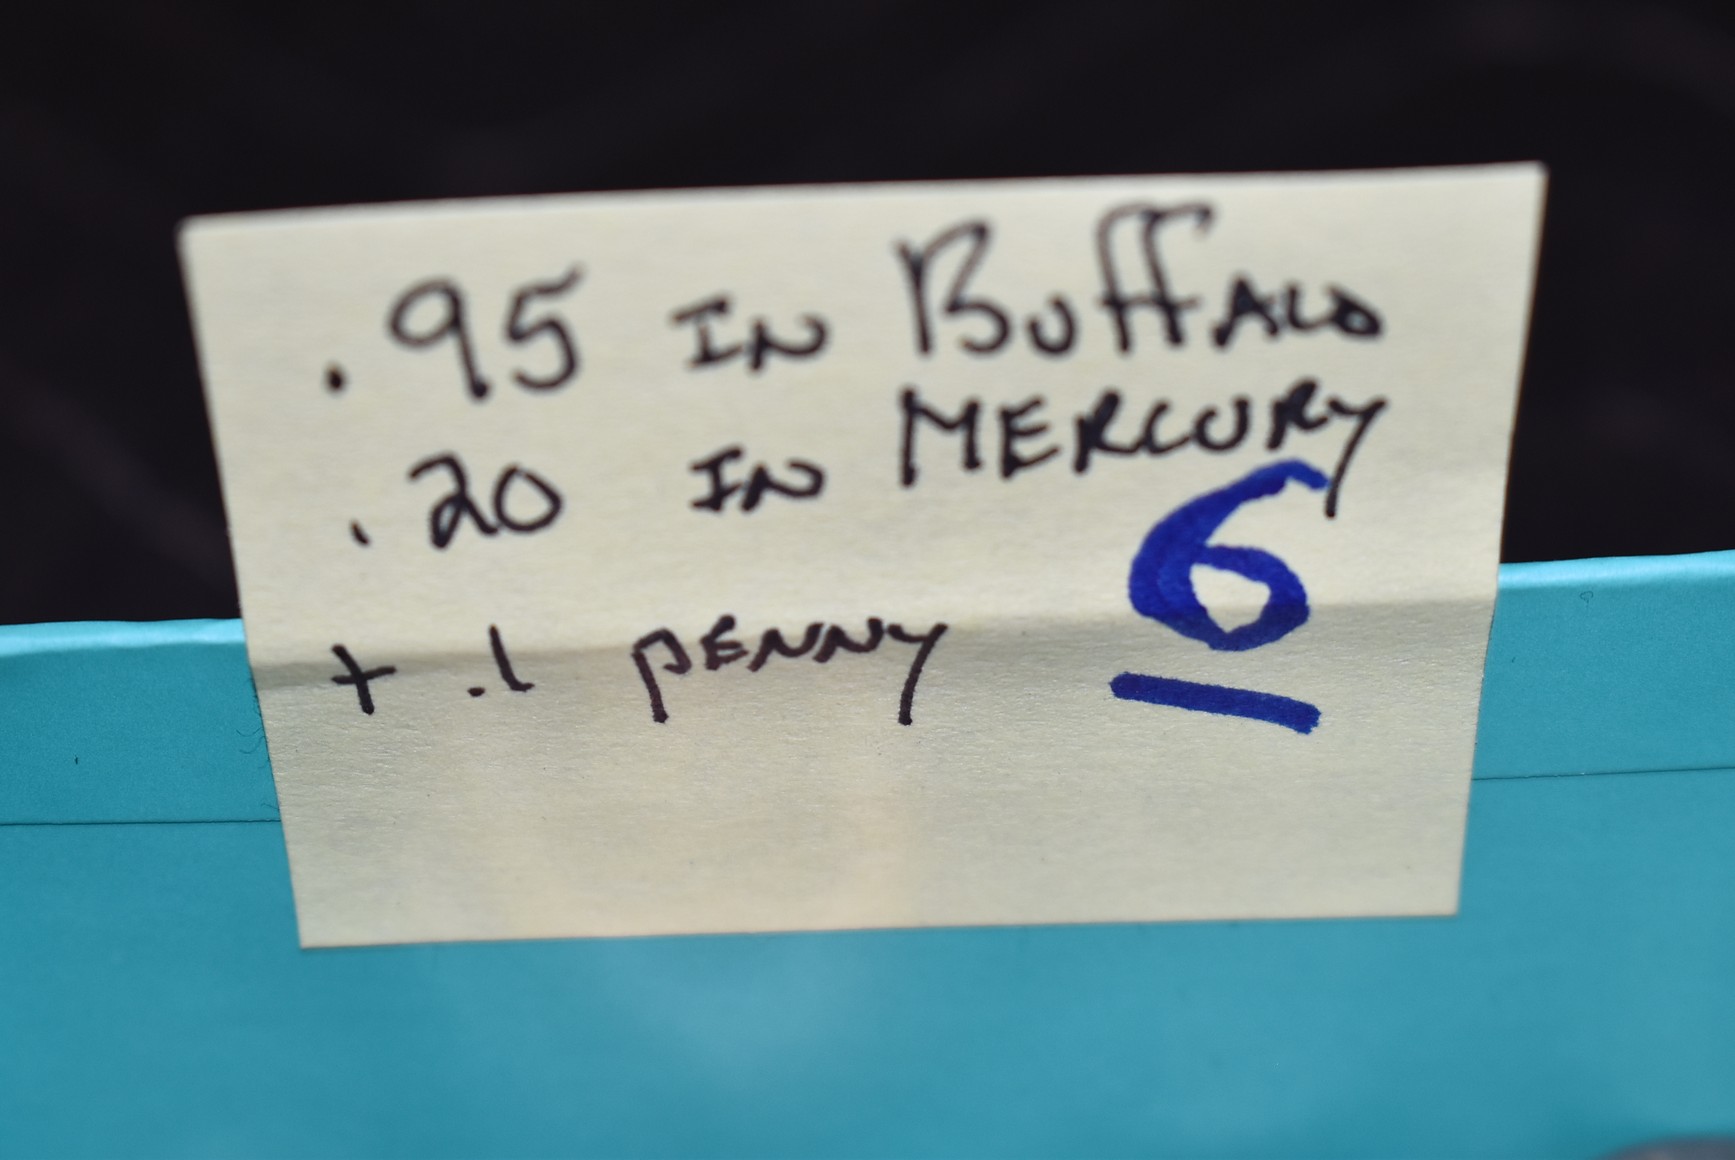 .95 IN BUFFALO
.20 IN MERCURY
+ .1 PENNY
6